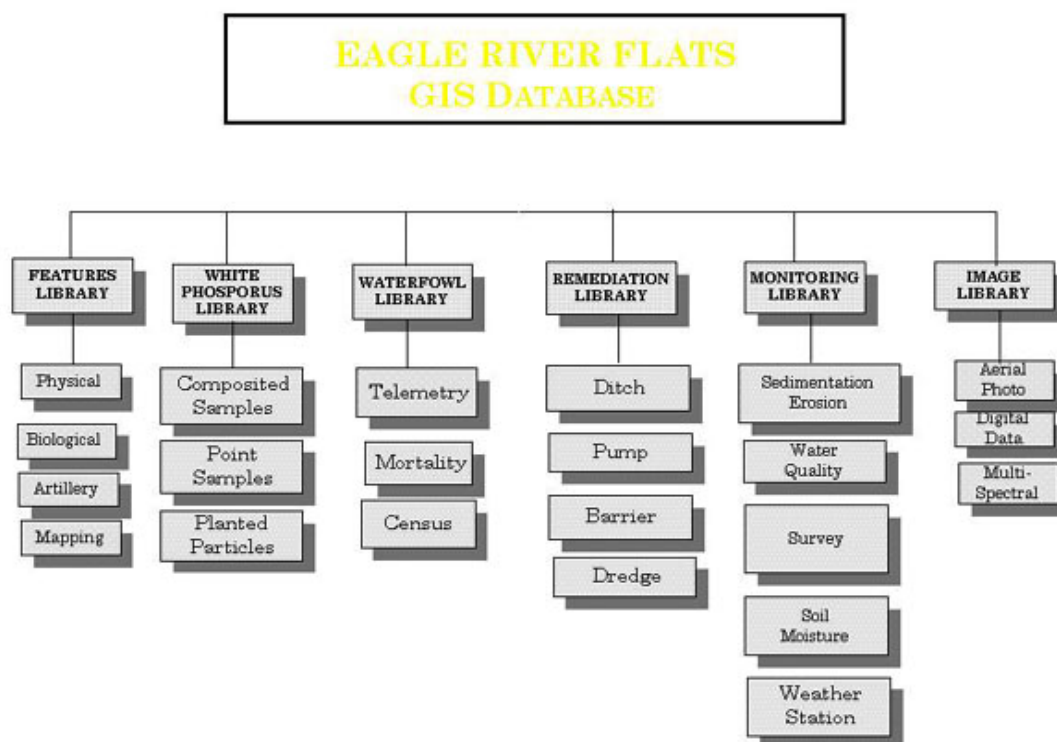 EAGLE RIVER FLATS
GIS DATABASE
FEATURES
LIBRARY
Physical
Biological
Artillery
Mapping
WHITE
PHOSPORUS
LIBRARY
Composited
Samples
Point
Samples
Planted
Particles
WATERFOWL
LIBRARY
Telemetry
Mortality
Census
REMEDIATION
LIBRARY
Ditch
Pump
Barrier
Dredge
MONITORING
LIBRARY
Sedimentation
Erosion
Water
Quality
Survey
Soil
Moisture
Weather
Station
IMAGE
LIBRARY
Aerial
Photo
Digital
Data
Multi-
Spectral